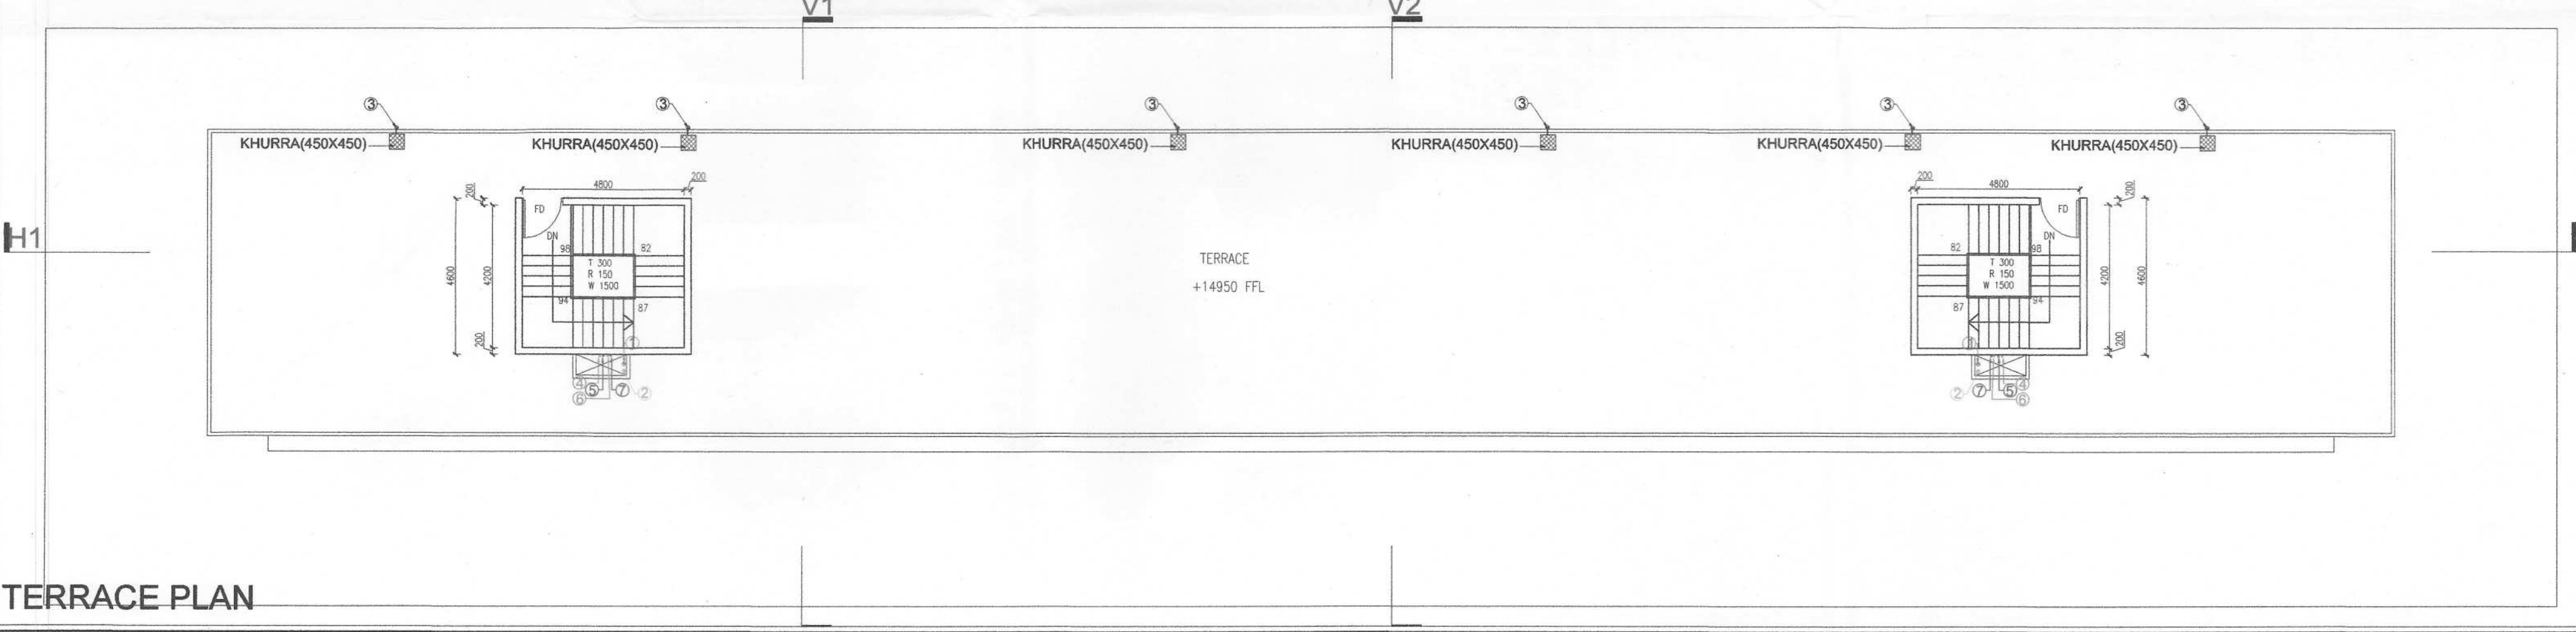 V1
V2
3
3
3
3
3
3
KHURRA(450X450)
KHURRA(450X450)
KHURRA(450X450)
KHURRA(450X450)
KHURRA(450X450)
KHURRA(450X450)
H1
200
4800
200
FD
DN
98
82
T 300
R 150
W 1500
94
87
4600
4200
200
1
4
5
6
7
2
TERRACE
+14950 FFL
200
4800
200
FD
DN
82
98
T 300
R 150
W 1500
87
94
4200
4600
200
1
2
7
5
4
6
TERRACE PLAN